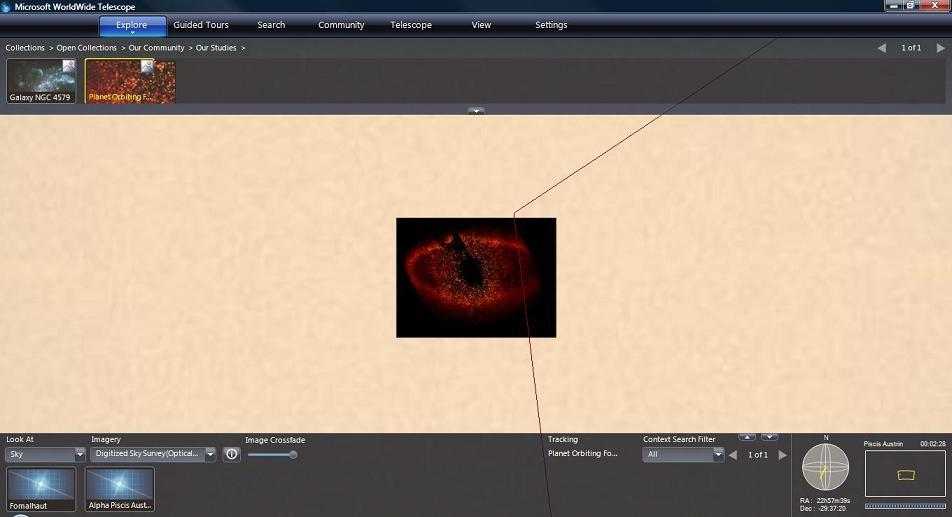 Microsoft WorldWide Telescope
Explore Guided Tours Search Community Telescope View Settings
Collections > Open Collections > Our Community > Our Studies > 1 of 1
Galaxy NGC 4579 Planet Orbiting F...
Look At Imagery Image Crossfade Tracking Context Search Filter
Sky Digitized Sky Survey(Optical... Planet Orbiting Fo... All 1 of 1
Fomalhaut Alpha Piscis Aust...
N
Piscis Austrin 00:02:28
RA : 22h57m39s
Dec : -29:37:20